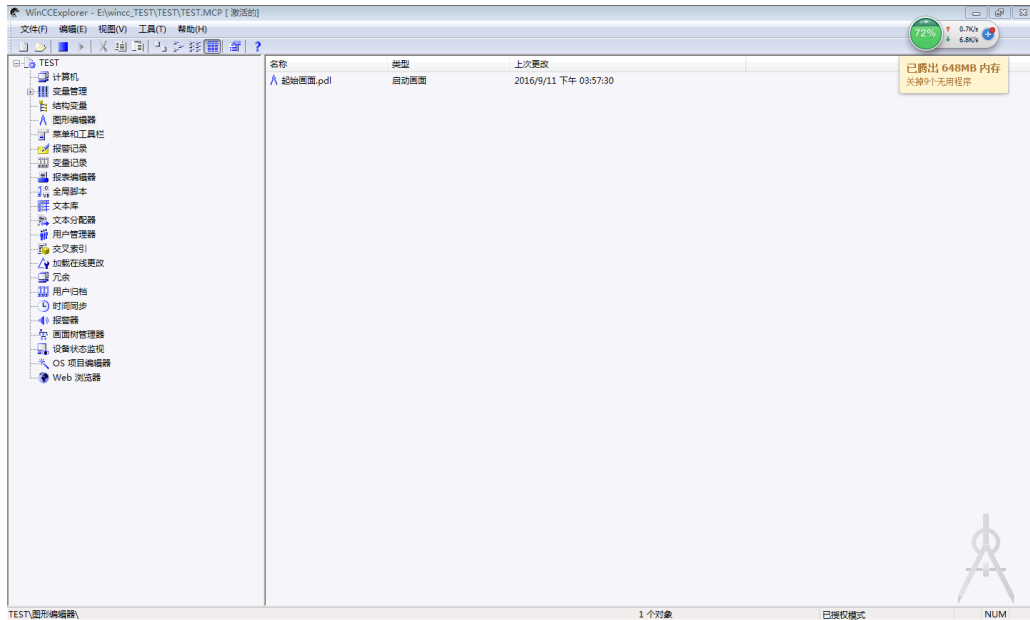 WinCCExplorer - E:\wincc_TEST\TEST\TEST.MCP [ 激活的]
文件(F) 编辑(E) 视图(V) 工具(T) 帮助(H)
72% 0.7K/s
6.8K/s
已腾出 648MB 内存
关掉9个无用程序
TEST
计算机
变量管理
结构变量
图形编辑器
菜单和工具栏
报警记录
变量记录
报表编辑器
全局脚本
文本库
文本分配器
用户管理器
交叉索引
加载在线更改
冗余
用户归档
时间同步
报警器
画面树管理器
设备状态监视
OS 项目编辑器
Web 浏览器
名称 类型 上次更改
起始画面.pdl 启动画面 2016/9/11 下午 03:57:30
TEST\图形编辑器\ 1 个对象 已授权模式 NUM